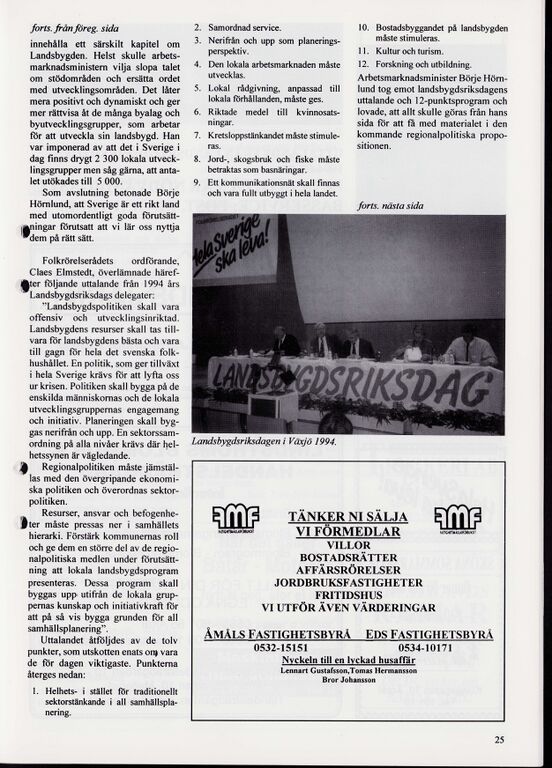 forts. från föreg. sida
innehålla ett särskilt kapitel om
Landsbygden. Helst skulle arbets-
marknadsministern vilja slopa talet
om stödområden och ersätta ordet
med utvecklingsområden. Det låter
mera positivt och dynamiskt och ger
mer rättvisa åt de många byalag och
byutvecklingsgrupper, som arbetar
för att utveckla sin landsbygd. Han
var imponerad av att det i Sverige i
dag finns drygt 2 300 lokala utveck-
lingsgrupper men såg gärna, att anta-
let utökades till 5 000.
Som avslutning betonade Börje
Hörnlund, att Sverige är ett rikt land
med utomordentligt goda förutsätt-
ningar förutsatt att vi lär oss nyttja
dem på rätt sätt.
Folkrörelserådets ordförande,
Claes Elmstedt, överlämnade häref-
ter följande uttalande från 1994 års
Landsbygdsriksdags delegater:
"Landsbygdspolitiken skall vara
offensiv och utvecklingsinriktad.
Landsbygdens resurser skall tas till-
vara för landsbygdens bästa och vara
till gagn för hela det svenska folk-
hushållet. En politik, som ger tillväxt
i hela Sverige krävs för att lyfta oss
ur krisen. Politiken skall bygga på de
enskilda människornas och de lokala
utvecklingsgruppernas engagemang
och initiativ. Planeringen skall byg-
gas nerifrån och upp. En sektorssam-
ordning på alla nivåer krävs där hel-
hetssynen är vägledande.
Regionalpolitiken måste jämstäl-
las med den övergripande ekonomi-
ska politiken och överordnas sektor-
politiken.
Resurser, ansvar och befogenhe-
ter måste pressas ner i samhällets
hierarki. Förstärk kommunernas roll
och ge dem en större del av de regio-
nalpolitiska medlen under förutsätt-
ning att lokala landsbygdsprogram
presenteras. Dessa program skall
byggas upp utifrån de lokala grup-
pernas kunskap och initiativkraft för
att på så vis bygga grunden för all
samhällsplanering".
Uttalandet åtföljdes av de tolv
punkter, som utskotten enats om vara
de för dagen viktigaste. Punkterna
återges nedan:
1. Helhets- i stället för traditionellt
sektorstänkande i all samhällspla-
nering.
2. Samordnad service.
3. Nerifrån och upp som planerings-
perspektiv.
4. Den lokala arbetsmarknaden måste
utvecklas.
5. Lokal rådgivning, anpassad till
lokala förhållanden, måste ges.
6. Riktade medel till kvinnosats-
ningar.
7. Kretsloppstänkandet måste stimule-
ras.
8. Jord-, skogsbruk och fiske måste
betraktas som basnäringar.
9. Ett kommunikationsnät skall finnas
och vara fullt utbyggt i hela landet.
10. Bostadsbyggandet på landsbygden
måste stimuleras.
11. Kultur och turism.
12. Forskning och utbildning.
Arbetsmarknadsminister Börje Hörn-
lund tog emot landsbygdsriksdagens
uttalande och 12-punktsprogram och
lovade, att allt skulle göras från hans
sida för att få med materialet i den
kommande regionalpolitiska propo-
sitionen.
forts. nästa sida
Hela Sverige
ska leva!
LANDSBYGDSRIKSDAG
Landsbygdsriksdagen i Växjö 1994.
FMF
FMF
TÄNKER NI SÄLJA
VI FÖRMEDLAR
VILLOR
BOSTADSRÄTTER
AFFÄRSRÖRELSER
JORDBRUKSFASTIGHETER
FRITIDSHUS
VI UTFÖR ÄVEN VÄRDERINGAR
ÅMÅLS FASTIGHETSBYRÅ EDS FASTIGHETSBYRÅ
0532-15151 0534-10171
Nyckeln till en lyckad husaffär
Lennart Gustafsson,Tomas Hermansson
Bror Johansson
25